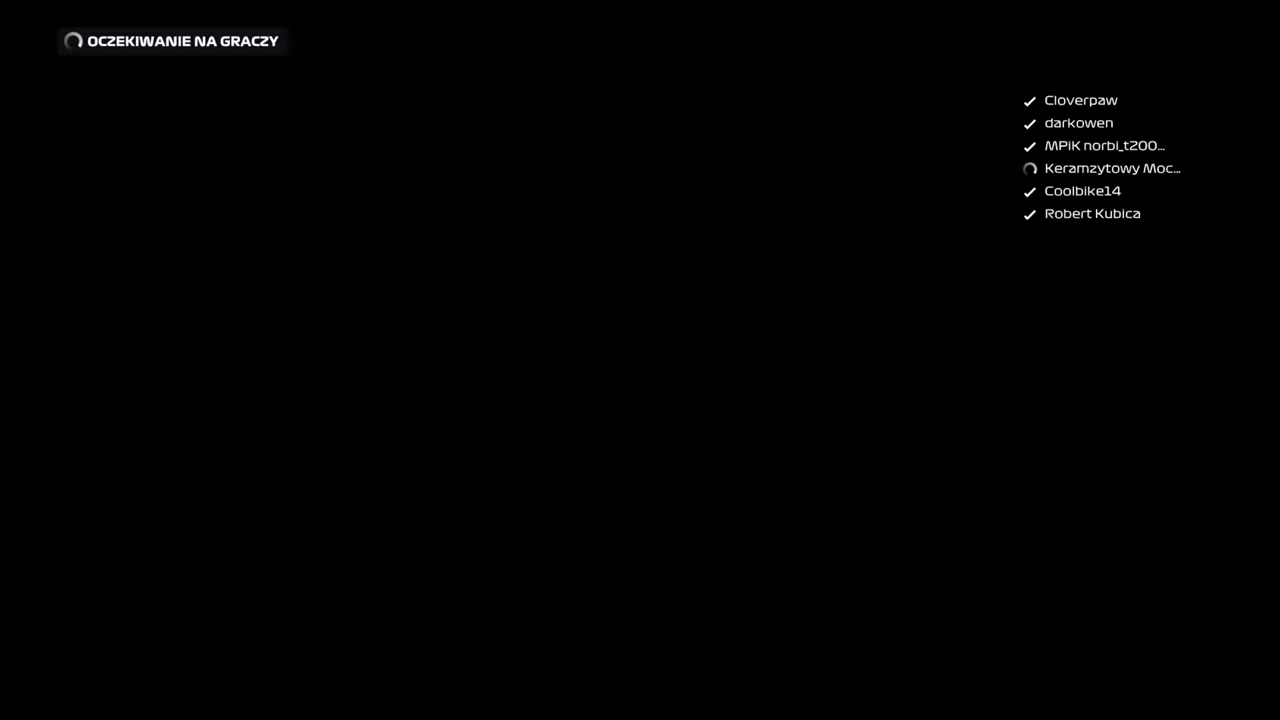 OCZEKIWANIE NA GRACZY
Cloverpaw
darkowen
MPiK norbi_t200...
Keramzytowy Moc...
Coolbike14
Robert Kubica